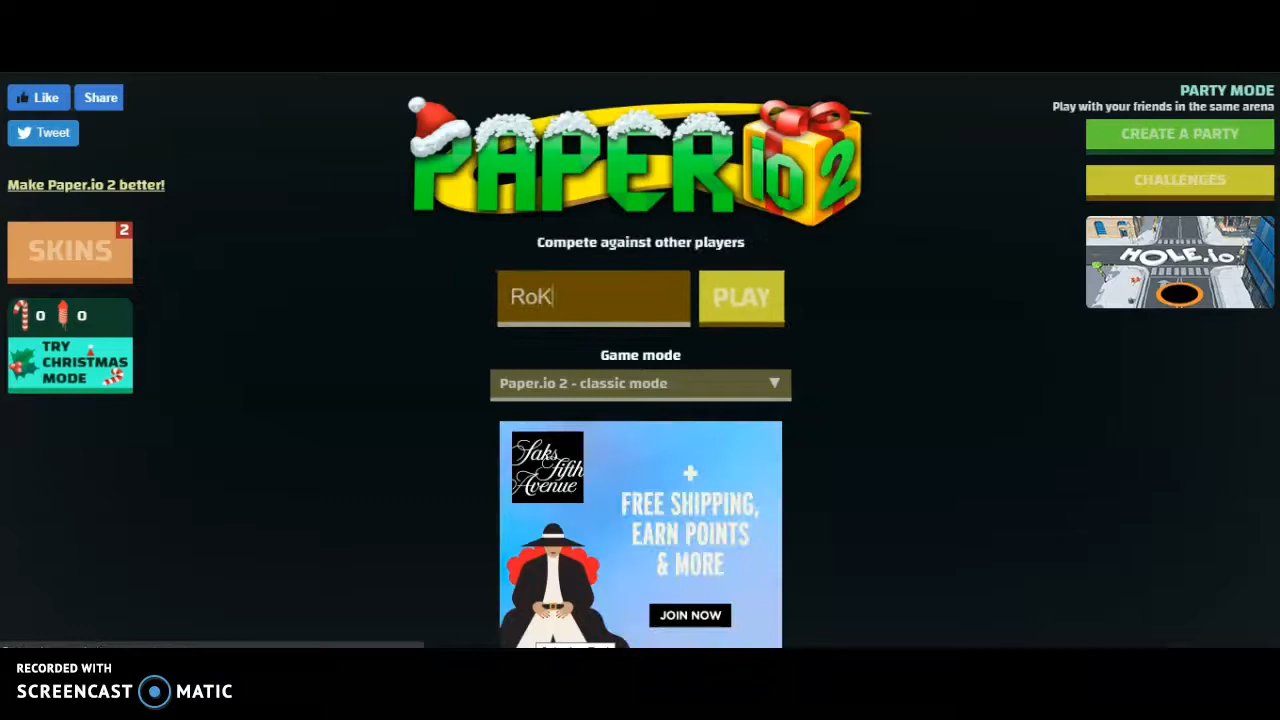 Like
Share
Tweet
Make Paper.io 2 better!
SKINS
2
0 0
TRY
CHRISTMAS
MODE
PAPER io 2
Compete against other players
RoK
PLAY
Game mode
Paper.io 2 - classic mode
Saks
fifth
Avenue
+
FREE SHIPPING,
EARN POINTS
& MORE
JOIN NOW
PARTY MODE
Play with your friends in the same arena
CREATE A PARTY
CHALLENGES
HOLE.io
RECORDED WITH
SCREENCAST MATIC